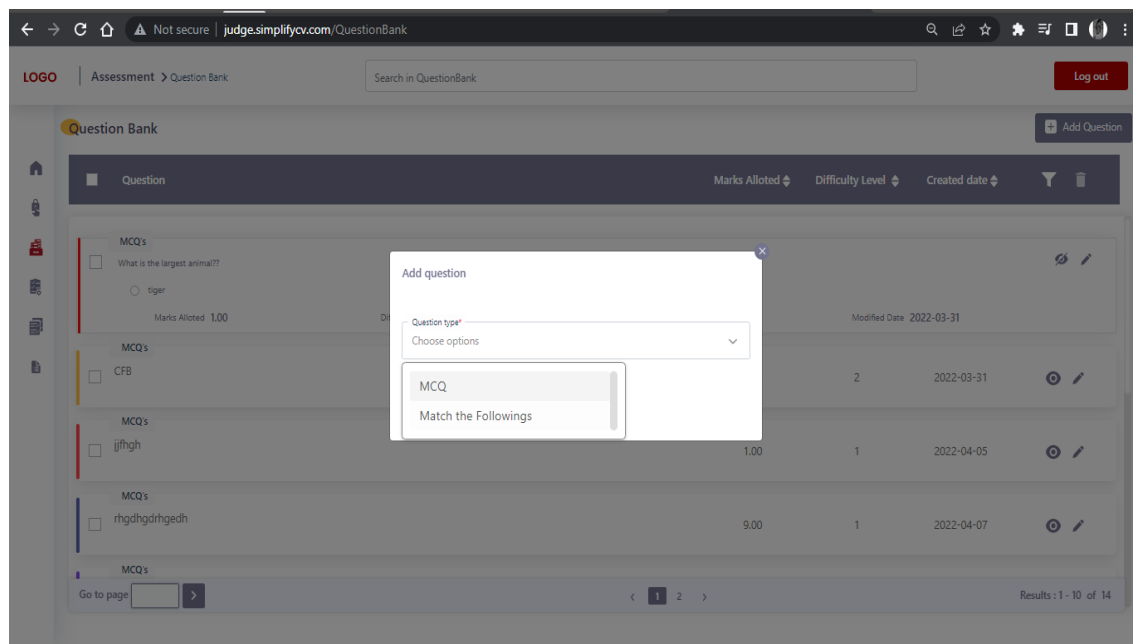 Not secure | judge.simplifycv.com/QuestionBank
LOGO Assessment > Question Bank Search in QuestionBank Log out
Question Bank Add Question
Question Marks Alloted Difficulty Level Created date
MCQ's
What is the largest animal??
tiger
Marks Alloted 1.00 Modified Date 2022-03-31
Add question
Question type*
Choose options
MCQ
Match the Followings
MCQ's
CFB 2 2022-03-31
MCQ's
jjfhgh 1.00 1 2022-04-05
MCQ's
rhgdhgdrhgedh 9.00 1 2022-04-07
MCQ's
Go to page > < 1 2 > Results : 1 - 10 of 14